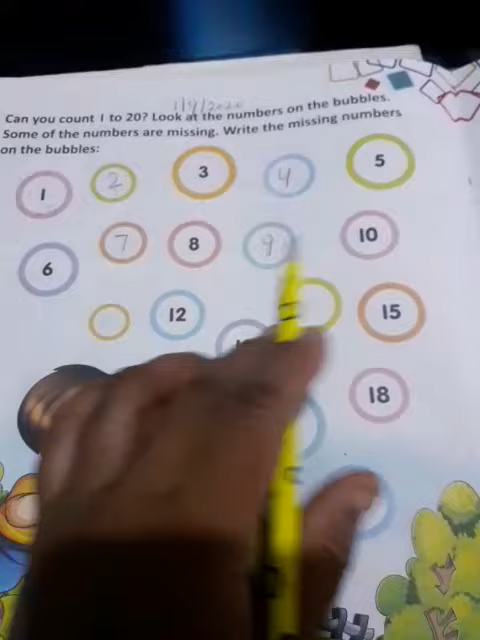 1/9/2020
Can you count 1 to 20? Look at the numbers on the bubbles.
Some of the numbers are missing. Write the missing numbers
on the bubbles:
1 2 3 4 5
6 7 8 9 10
12 15
18